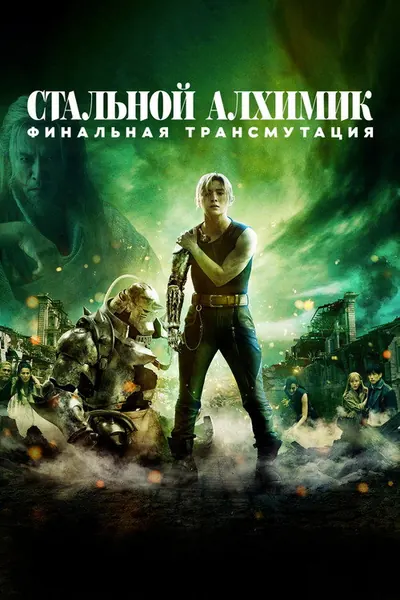 СТАЛЬНОЙ АЛХИМИК
ФИНАЛЬНАЯ ТРАНСМУТАЦИЯ